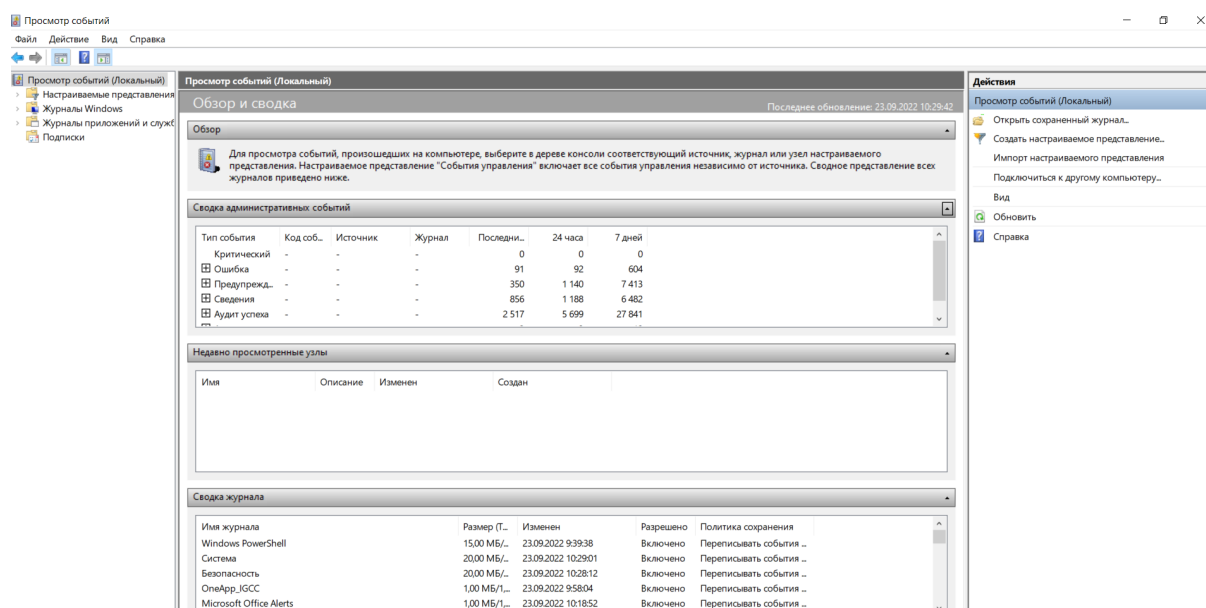 Просмотр событий
Файл Действие Вид Справка
Просмотр событий (Локальный)
Настраиваемые представления
Журналы Windows
Журналы приложений и служб
Подписки
Просмотр событий (Локальный)
Обзор и сводка Последнее обновление: 23.09.2022 10:29:42
Обзор
Для просмотра событий, произошедших на компьютере, выберите в дереве консоли соответствующий источник, журнал или узел настраиваемого
представления. Настраиваемое представление "События управления" включает все события управления независимо от источника. Сводное представление всех
журналов приведено ниже.
Сводка административных событий
Тип события Код соб... Источник Журнал Последни... 24 часа 7 дней
Критический - - - 0 0 0
Ошибка - - - 91 92 604
Предупрежд... - - - 350 1 140 7 413
Сведения - - - 856 1 188 6 482
Аудит успеха - - - 2 517 5 699 27 841
Недавно просмотренные узлы
Имя Описание Изменен Создан
Сводка журнала
Имя журнала Размер (Т... Изменен Разрешено Политика сохранения
Windows PowerShell 15,00 МБ/... 23.09.2022 9:39:38 Включено Переписывать события ...
Система 20,00 МБ/... 23.09.2022 10:29:01 Включено Переписывать события ...
Безопасность 20,00 МБ/... 23.09.2022 10:28:12 Включено Переписывать события ...
OneApp_IGCC 1,00 МБ/1,... 23.09.2022 9:58:04 Включено Переписывать события ...
Microsoft Office Alerts 1,00 МБ/1,... 23.09.2022 10:18:52 Включено Переписывать события ...
Действия
Просмотр событий (Локальный)
Открыть сохраненный журнал...
Создать настраиваемое представление...
Импорт настраиваемого представления
Подключиться к другому компьютеру...
Вид
Обновить
Справка